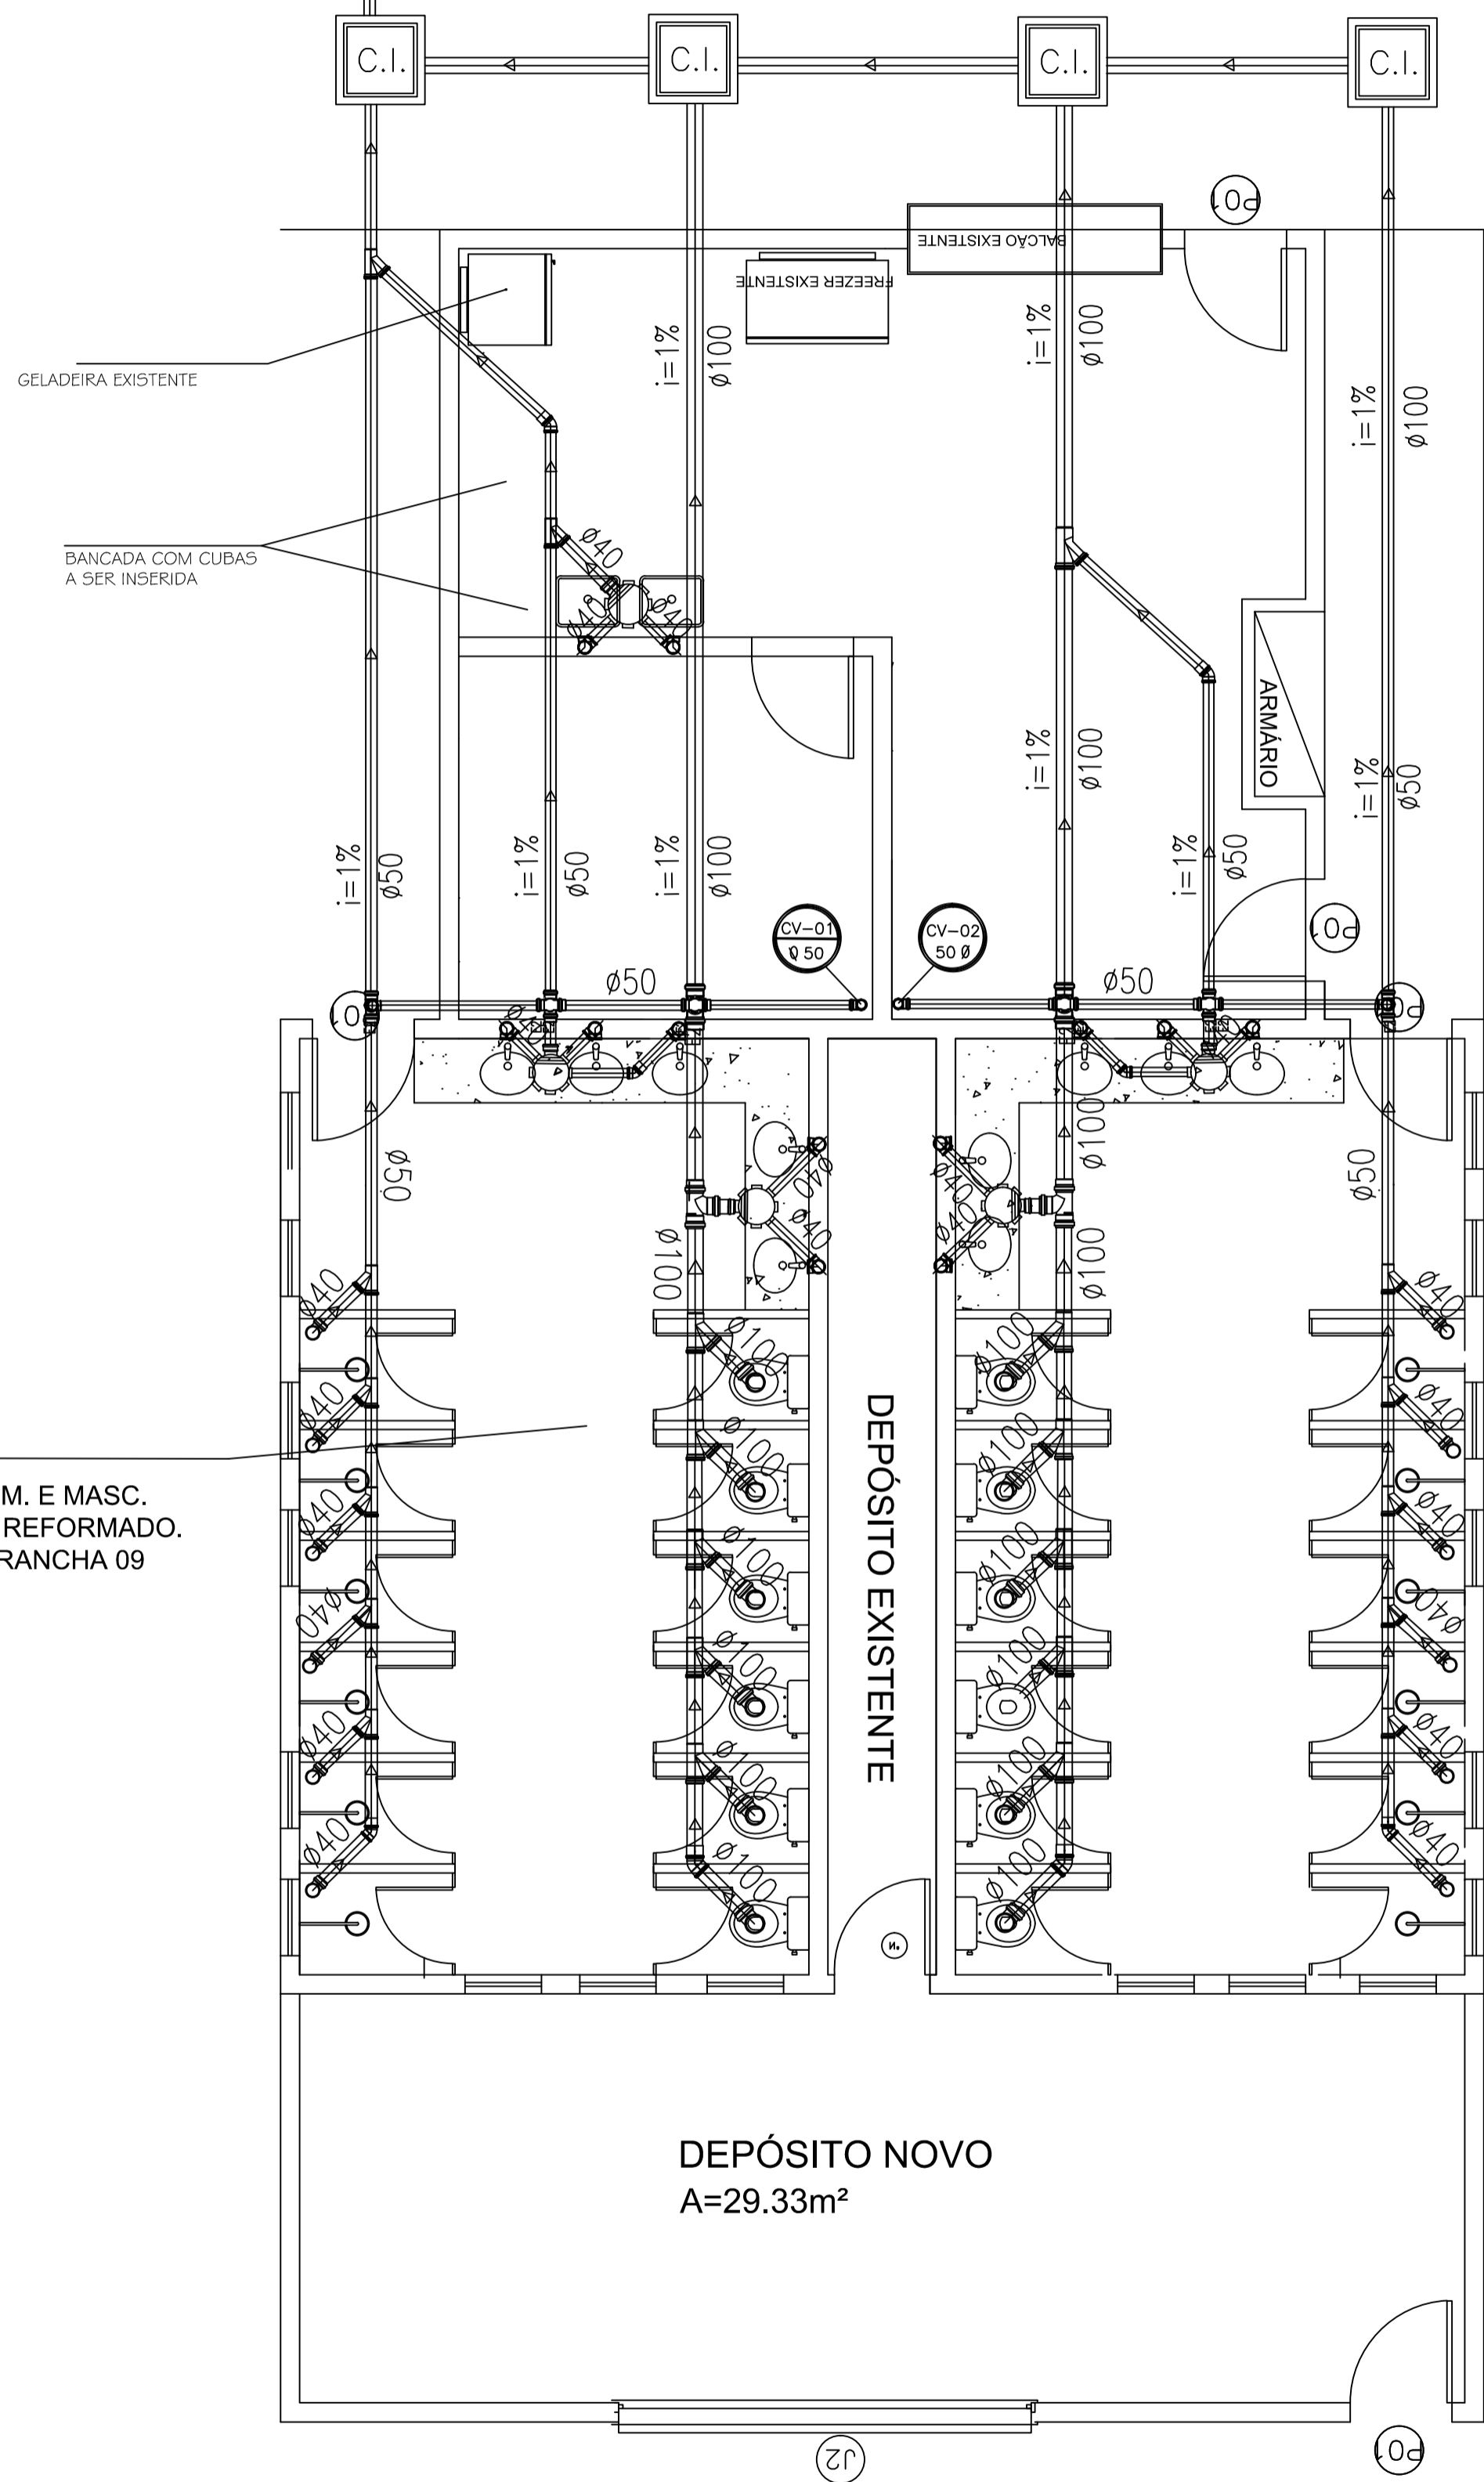 C.I.
C.I.
C.I.
C.I.
P01
BALCÃO EXISTENTE
FREEZER EXISTENTE
GELADEIRA EXISTENTE
i=1%
ø100
i=1%
ø100
i=1%
ø100
BANCADA COM CUBAS
A SER INSERIDA
ø40
ø40
ø40
ARMÁRIO
i=1%
ø100
i=1%
ø50
i=1%
ø50
i=1%
ø50
i=1%
ø100
i=1%
ø50
CV-01
Ø 50
CV-02
50 Ø
P01
ø50
ø50
ø40
ø50
ø100
ø50
ø40
ø40
ø40
ø40
ø100
ø100
ø40
ø100
ø100
ø40
ø40
ø100
ø100
ø40
M. E MASC.
REFORMADO.
RANCHA 09
DEPÓSITO EXISTENTE
ø40
ø100
ø100
ø40
ø40
ø100
ø100
ø40
ø40
ø100
ø100
ø40
ø40
ø100
ø100
ø40
DEPÓSITO NOVO
A=29.33m²
J2
P01